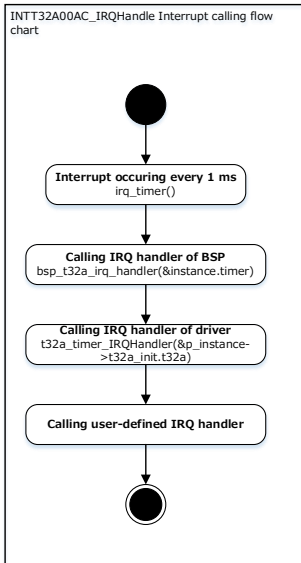 INTT32A00AC_IRQHandle Interrupt calling flow
chart
Interrupt occuring every 1 ms
irq_timer()
Calling IRQ handler of BSP
bsp_t32a_irq_handler(&instance.timer)
Calling IRQ handler of driver
t32a_timer_IRQHandler(&p_instance-
>t32a_init.t32a)
Calling user-defined IRQ handler